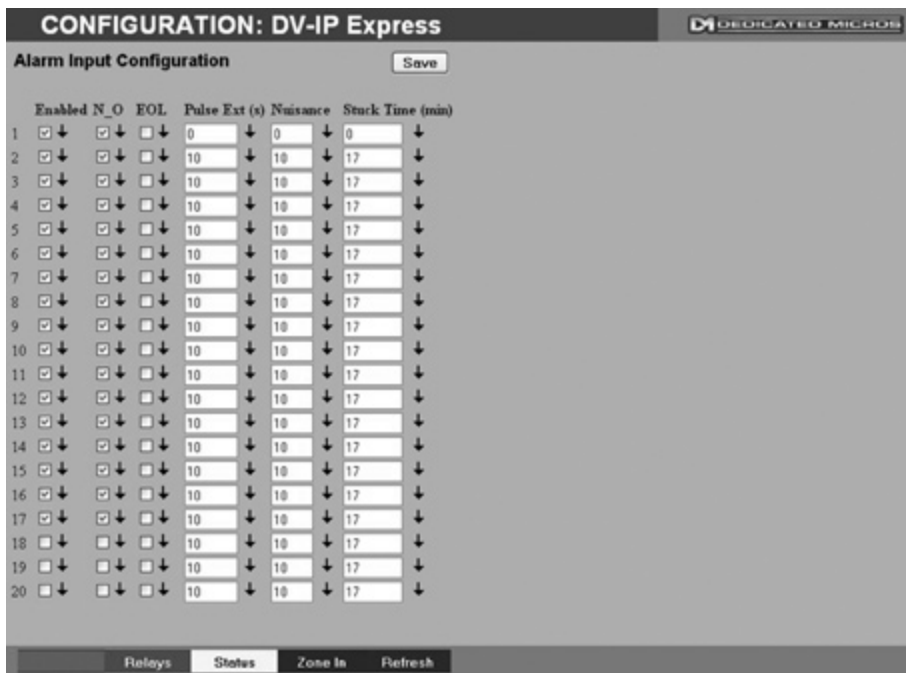 CONFIGURATION: DV-IP Express
DEDICATED MICROS
Alarm Input Configuration
Save
Enabled N_O EOL Pulse Ext (s) Nuisance Stuck Time (min)
1 0 0 0
2 10 10 17
3 10 10 17
4 10 10 17
5 10 10 17
6 10 10 17
7 10 10 17
8 10 10 17
9 10 10 17
10 10 10 17
11 10 10 17
12 10 10 17
13 10 10 17
14 10 10 17
15 10 10 17
16 10 10 17
17 10 10 17
18 10 10 17
19 10 10 17
20 10 10 17
Relays Status Zone In Refresh